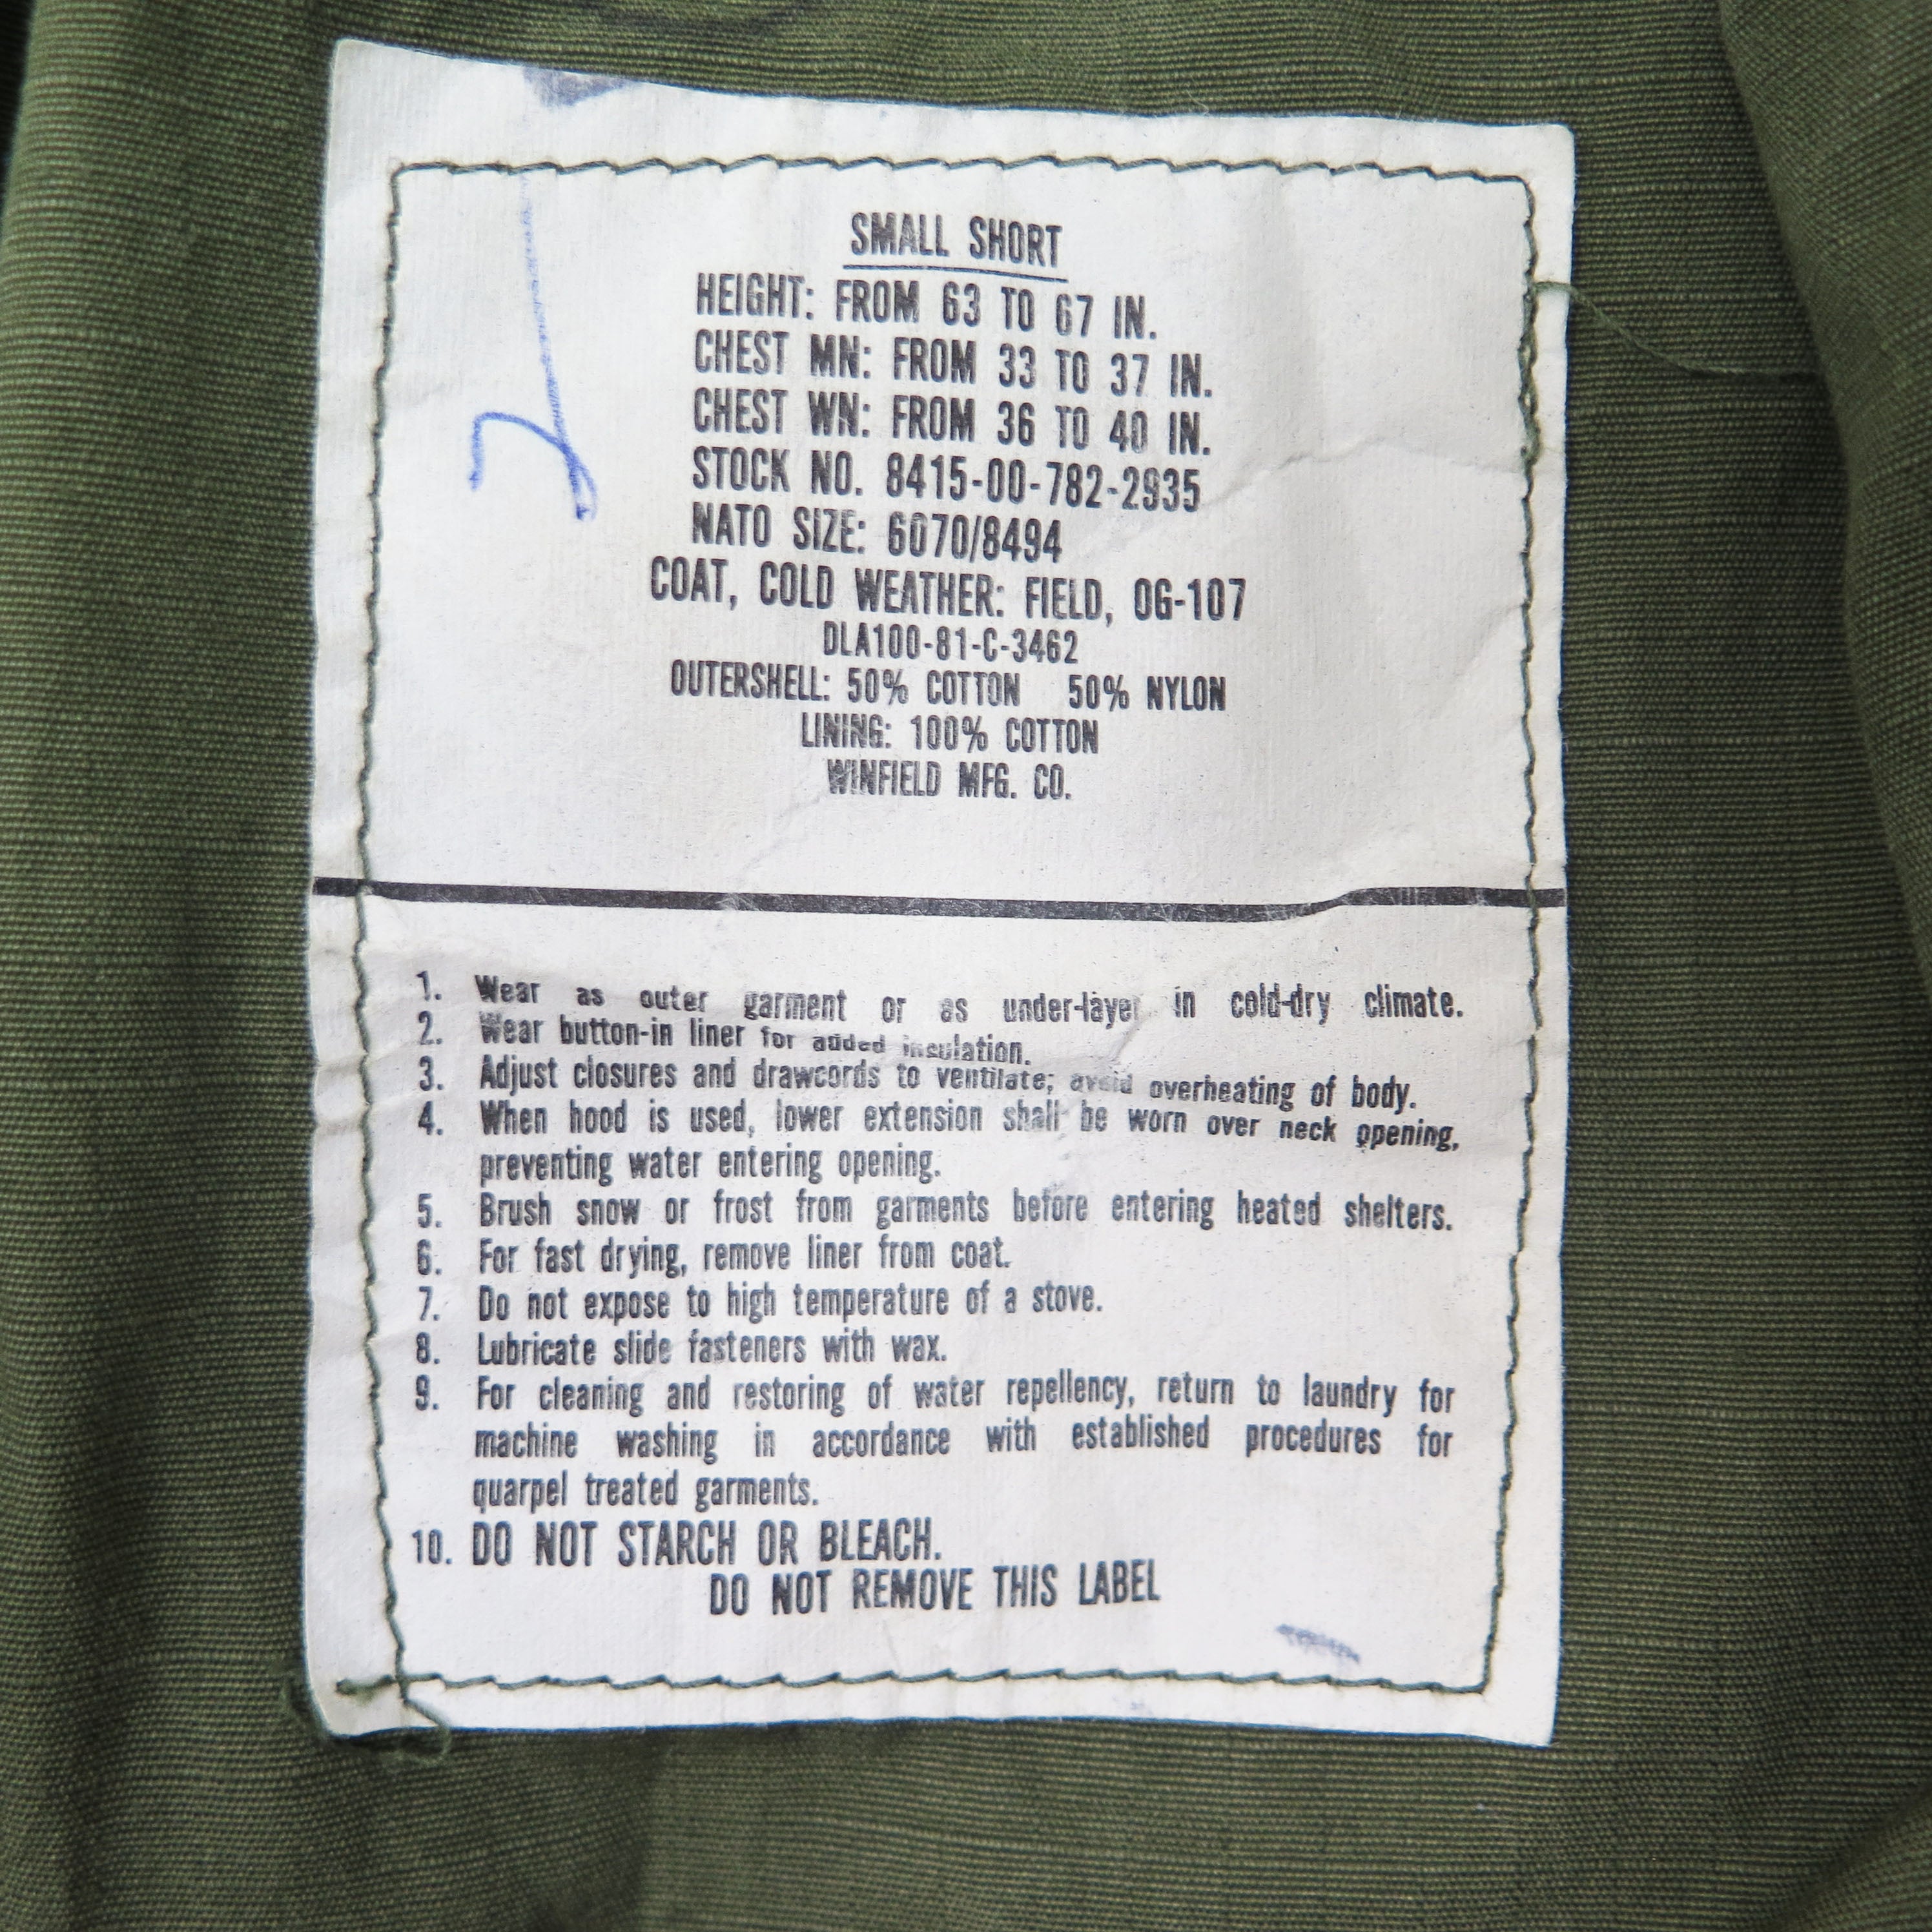 SMALL SHORT
HEIGHT: FROM 63 TO 67 IN.
CHEST MN: FROM 33 TO 37 IN.
CHEST WN: FROM 36 TO 40 IN.
STOCK NO. 8415-00-782-2935
NATO SIZE: 6070/8494
COAT, COLD WEATHER: FIELD, OG-107
DLA100-81-C-3462
OUTERSHELL: 50% COTTON 50% NYLON
LINING: 100% COTTON
WINFIELD MFG. CO.
1. Wear as outer garment or as under-layer in cold-dry climate.
2. Wear button-in liner for added insulation.
3. Adjust closures and drawcords to ventilate; avoid overheating of body.
4. When hood is used, lower extension shall be worn over neck opening,
preventing water entering opening.
5. Brush snow or frost from garments before entering heated shelters.
6. For fast drying, remove liner from coat.
7. Do not expose to high temperature of a stove.
8. Lubricate slide fasteners with wax.
9. For cleaning and restoring of water repellency, return to laundry for
machine washing in accordance with established procedures for
quarpel treated garments.
10. DO NOT STARCH OR BLEACH.
DO NOT REMOVE THIS LABEL